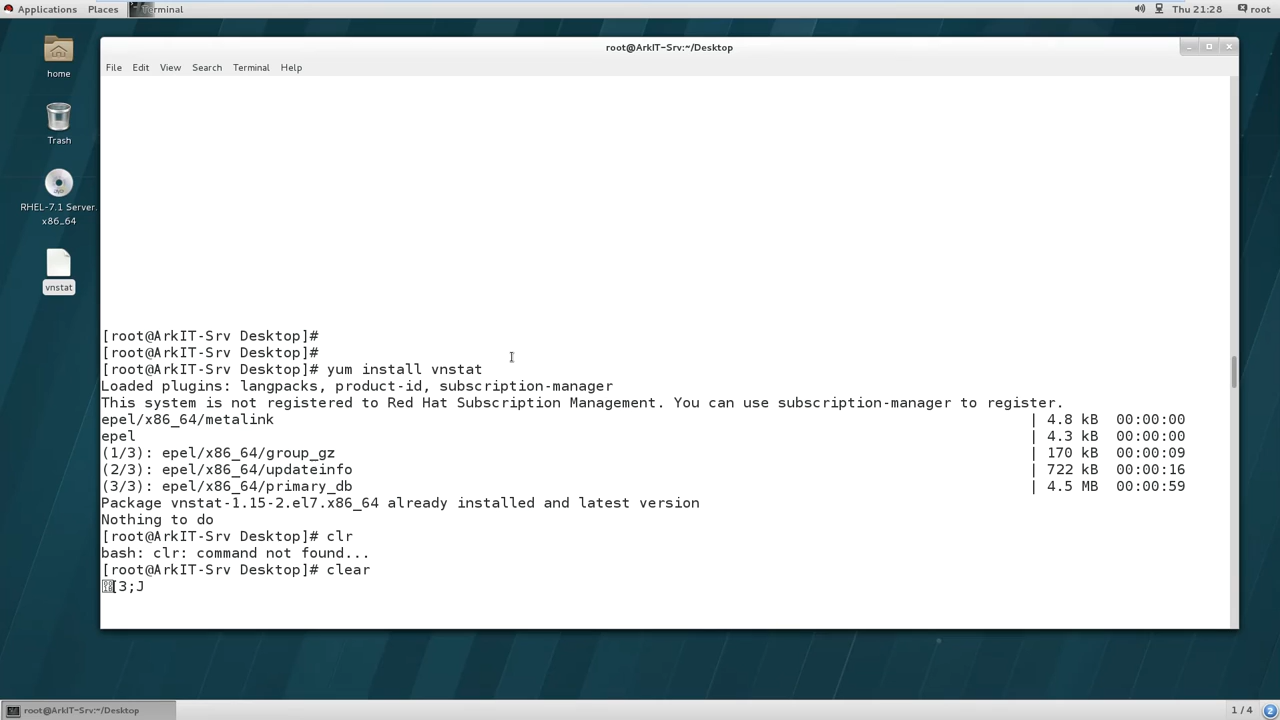 Applications Places Terminal Thu 21:28 root
root@ArkIT-Srv:~/Desktop
File Edit View Search Terminal Help
home
Trash
RHEL-7.1 Server.
x86_64
vnstat
[root@ArkIT-Srv Desktop]#
[root@ArkIT-Srv Desktop]#
[root@ArkIT-Srv Desktop]# yum install vnstat
Loaded plugins: langpacks, product-id, subscription-manager
This system is not registered to Red Hat Subscription Management. You can use subscription-manager to register.
epel/x86_64/metalink | 4.8 kB 00:00:00
epel | 4.3 kB 00:00:00
(1/3): epel/x86_64/group_gz | 170 kB 00:00:09
(2/3): epel/x86_64/updateinfo | 722 kB 00:00:16
(3/3): epel/x86_64/primary_db | 4.5 MB 00:00:59
Package vnstat-1.15-2.el7.x86_64 already installed and latest version
Nothing to do
[root@ArkIT-Srv Desktop]# clr
bash: clr: command not found...
[root@ArkIT-Srv Desktop]# clear
[3;J
root@ArkIT-Srv:~/Desktop 1 / 4 2